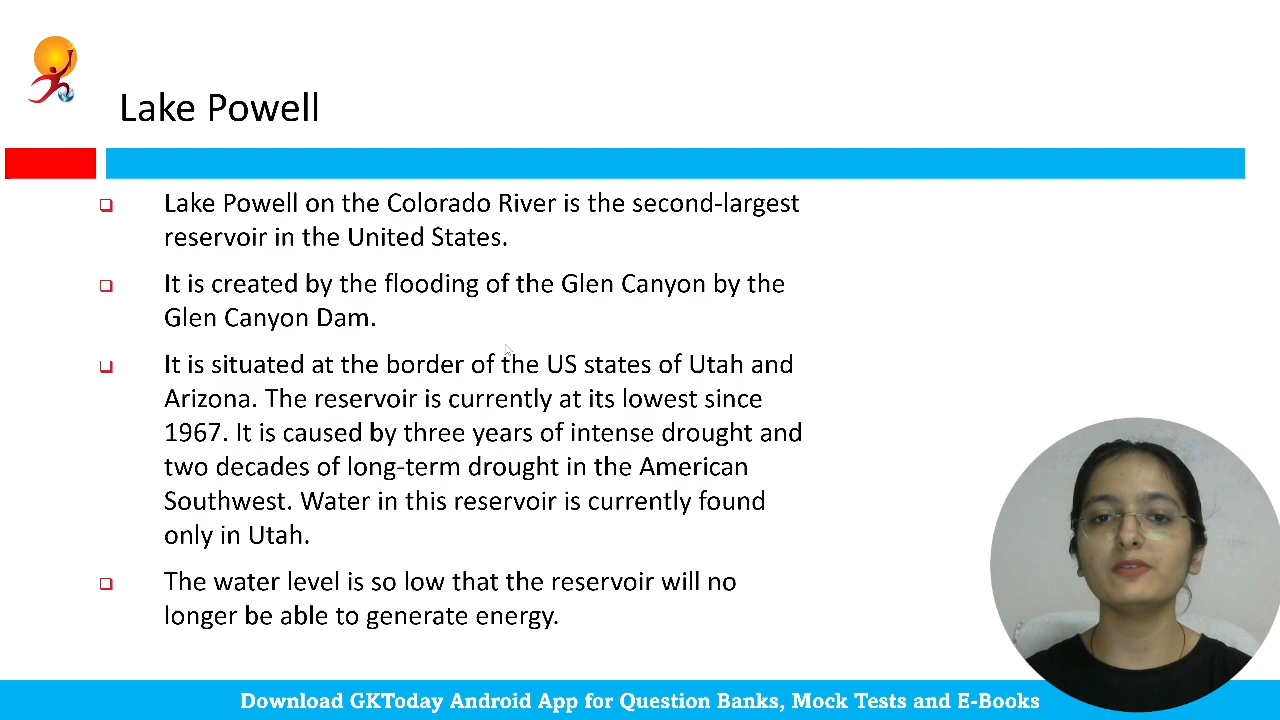 Lake Powell
Lake Powell on the Colorado River is the second-largest
reservoir in the United States.
It is created by the flooding of the Glen Canyon by the
Glen Canyon Dam.
It is situated at the border of the US states of Utah and
Arizona. The reservoir is currently at its lowest since
1967. It is caused by three years of intense drought and
two decades of long-term drought in the American
Southwest. Water in this reservoir is currently found
only in Utah.
The water level is so low that the reservoir will no
longer be able to generate energy.
Download GKToday Android App for Question Banks, Mock Tests and E-Books